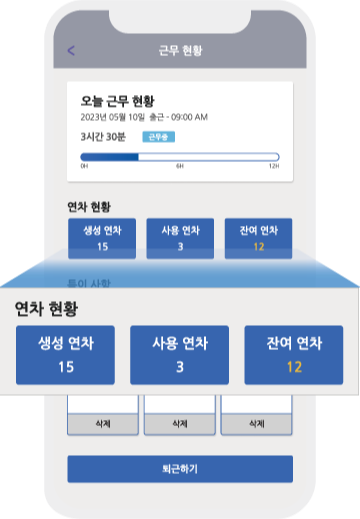 <
근무 현황
오늘 근무 현황
2023년 05월 10일 출근 - 09:00 AM
3시간 30분 근무중
0H 6H 12H
연차 현황
생성 연차 사용 연차 잔여 연차
15 3 12
특이 사항
연차 현황
생성 연차 사용 연차 잔여 연차
15 3 12
삭제 삭제 삭제
퇴근하기